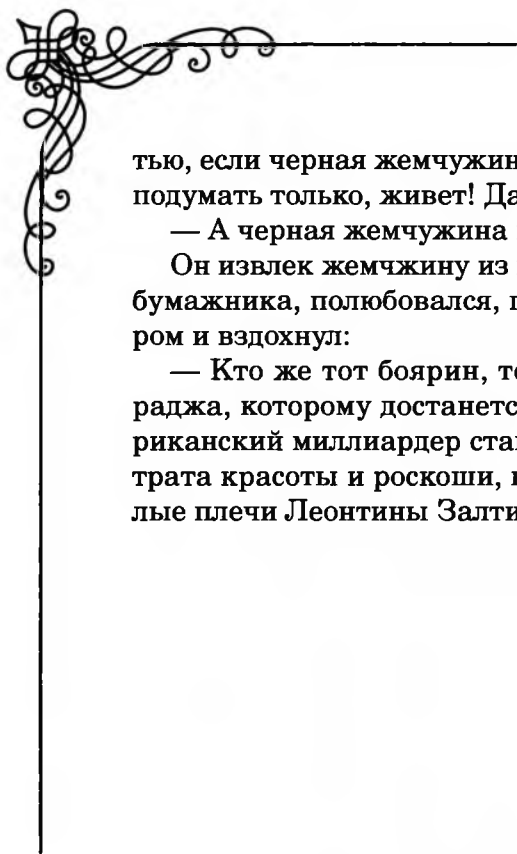 тью, если черная жемчужин
подумать только, живет! Да
— А черная жемчужина
Он извлек жемчжину из
бумажника, полюбовался,
ром и вздохнул:
— Кто же тот боярин, т
раджа, которому достанетс
риканский миллиардер ста
трата красоты и роскоши,
лые плечи Леонтины Залти